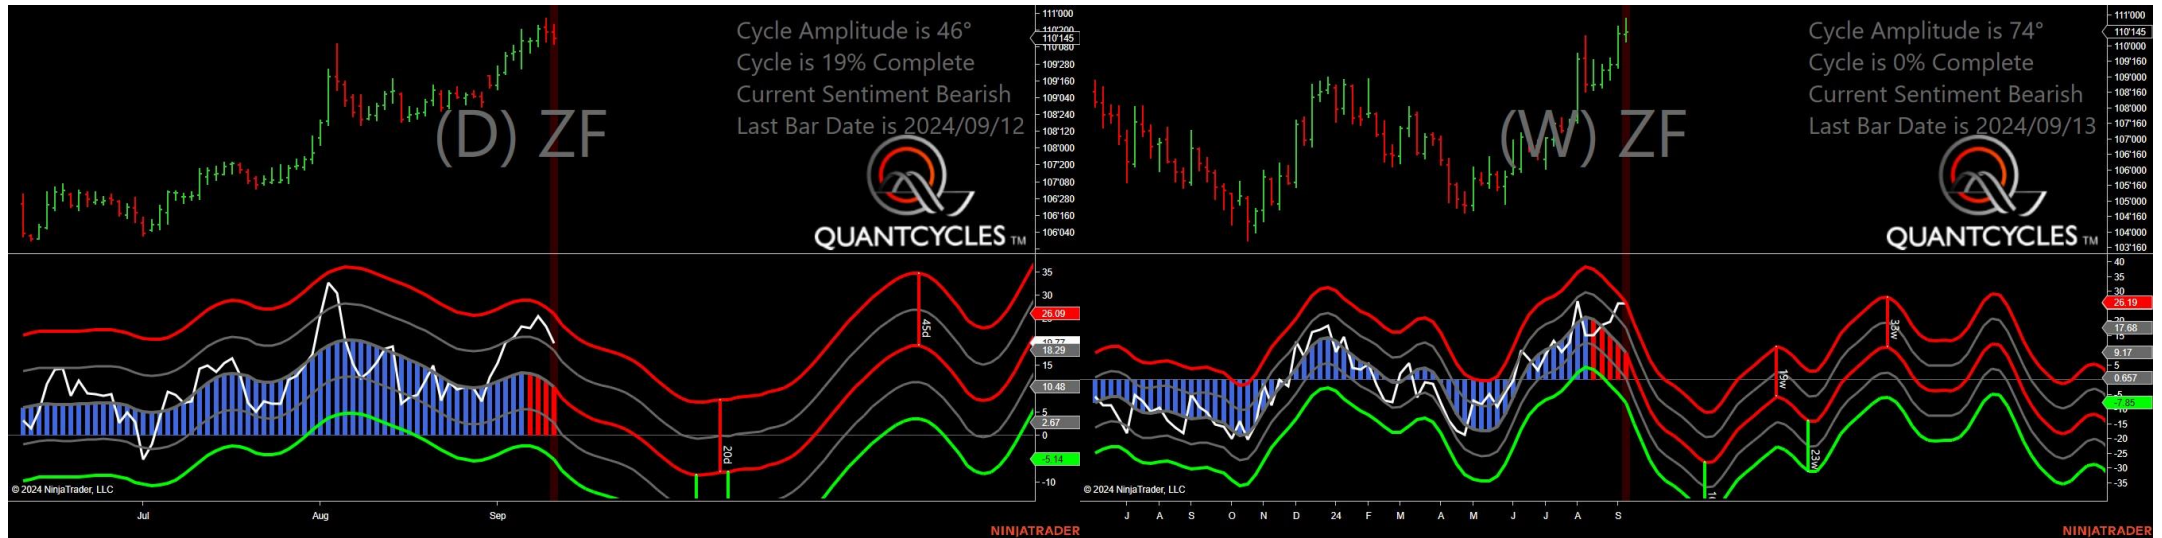 Cycle Amplitude is 46°
Cycle is 19% Complete
Current Sentiment Bearish
Last Bar Date is 2024/09/12
(D) ZF
QUANTCYCLES TM
111'000
110'145
110'080
109'280
109'160
109'040
108'240
108'120
108'000
107'200
107'080
106'280
106'160
106'040
35
30
26.09
18.29
15
10.48
5
2.67
0
-5.14
-10
45d
20d
© 2024 NinjaTrader, LLC
Jul Aug Sep
NINJATRADER
Cycle Amplitude is 74°
Cycle is 0% Complete
Current Sentiment Bearish
Last Bar Date is 2024/09/13
(W) ZF
QUANTCYCLES TM
111'000
110'145
110'000
109'160
109'000
108'160
108'000
107'160
107'000
106'160
106'000
105'160
105'000
104'160
104'000
103'160
40
35
30
26.19
17.68
15
9.17
5
0.657
-7.85
-10
-15
-20
-25
-30
-35
19w
23w
© 2024 NinjaTrader, LLC
J A S O N D 24 F M A M J J A S
NINJATRADER